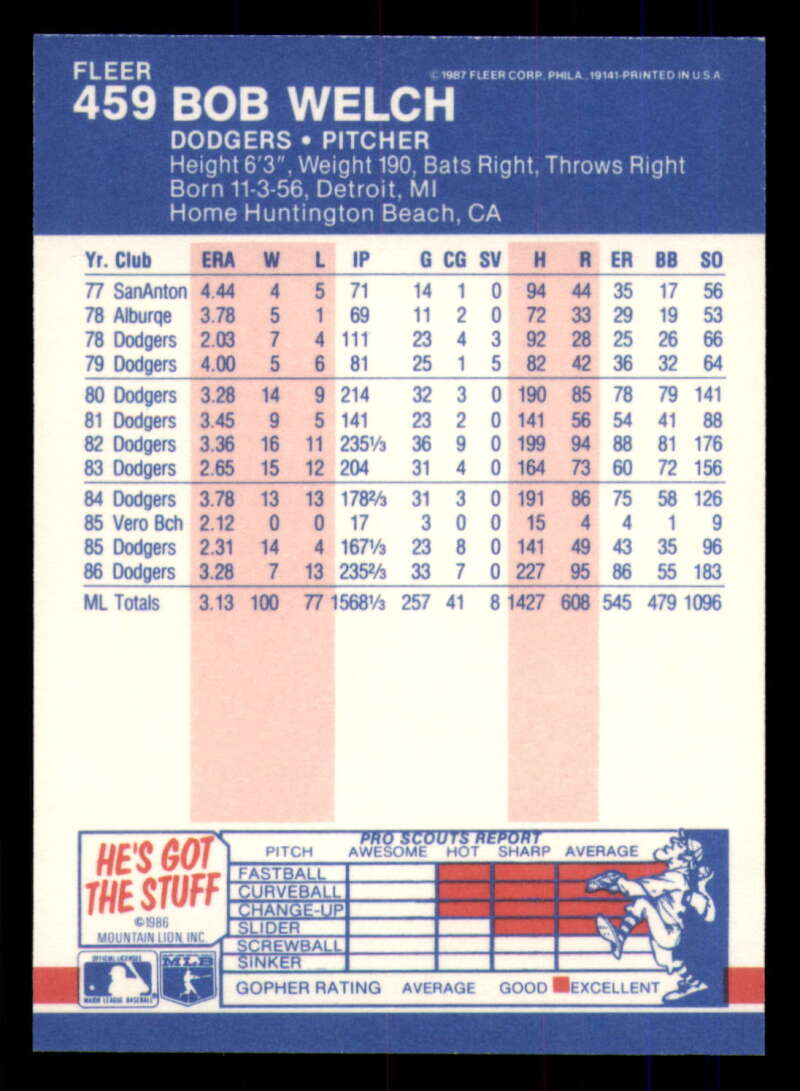 FLEER
©1987 FLEER CORP. PHILA., 19141-PRINTED IN U.S.A.
459 BOB WELCH
DODGERS • PITCHER
Height 6'3", Weight 190, Bats Right, Throws Right
Born 11-3-56, Detroit, MI
Home Huntington Beach, CA
Yr. Club ERA W L IP G CG SV H R ER BB SO
77 SanAnton 4.44 4 5 71 14 1 0 94 44 35 17 56
78 Alburqe 3.78 5 1 69 11 2 0 72 33 29 19 53
78 Dodgers 2.03 7 4 111 23 4 3 92 28 25 26 66
79 Dodgers 4.00 5 6 81 25 1 5 82 42 36 32 64
80 Dodgers 3.28 14 9 214 32 3 0 190 85 78 79 141
81 Dodgers 3.45 9 5 141 23 2 0 141 56 54 41 88
82 Dodgers 3.36 16 11 235⅓ 36 9 0 199 94 88 81 176
83 Dodgers 2.65 15 12 204 31 4 0 164 73 60 72 156
84 Dodgers 3.78 13 13 178⅔ 31 3 0 191 86 75 58 126
85 Vero Bch 2.12 0 0 17 3 0 0 15 4 4 1 9
85 Dodgers 2.31 14 4 167⅓ 23 8 0 141 49 43 35 96
86 Dodgers 3.28 7 13 235⅔ 33 7 0 227 95 86 55 183
ML Totals 3.13 100 77 1568⅓ 257 41 8 1427 608 545 479 1096
HE'S GOT
THE STUFF
©1986
MOUNTAIN LION, INC.
OFFICIAL LICENSEE
MAJOR LEAGUE BASEBALL
MLB
PRO SCOUTS REPORT
PITCH AWESOME HOT SHARP AVERAGE
FASTBALL
CURVEBALL
CHANGE-UP
SLIDER
SCREWBALL
SINKER
GOPHER RATING AVERAGE GOOD EXCELLENT